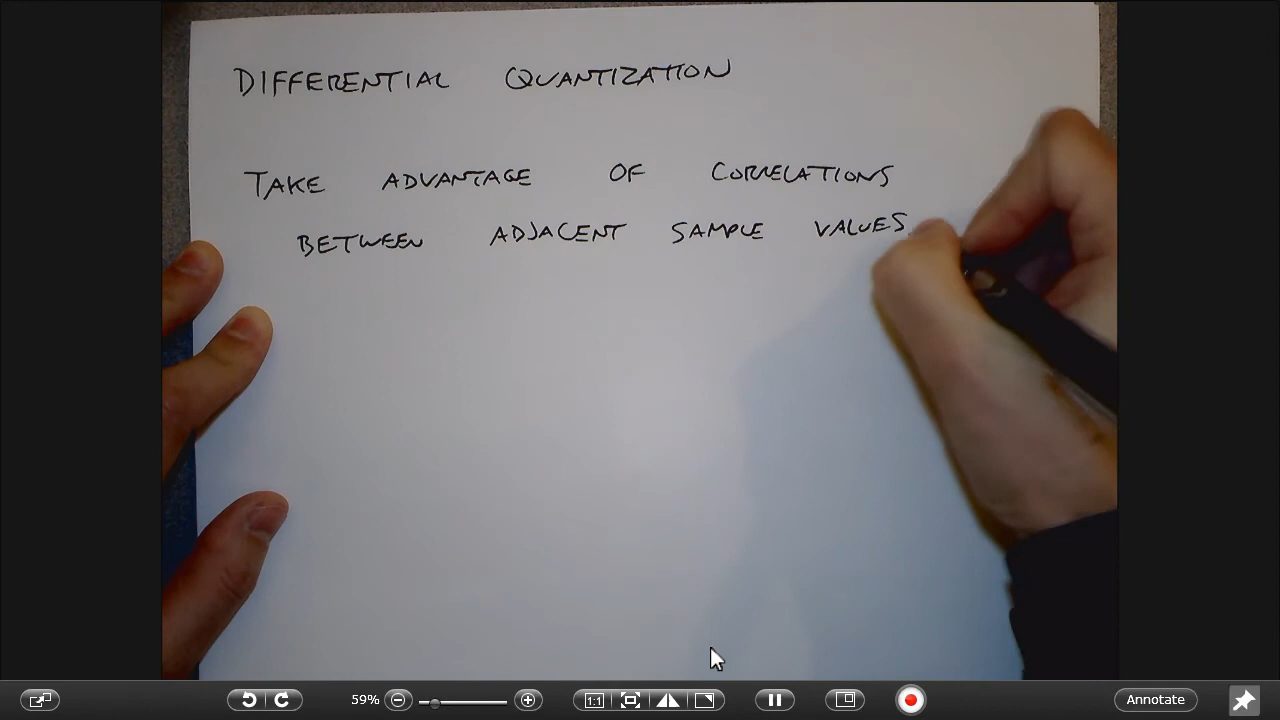 DIFFERENTIAL QUANTIZATION
TAKE ADVANTAGE OF CORRELATIONS
BETWEEN ADJACENT SAMPLE VALUES.
59%
1:1
Annotate